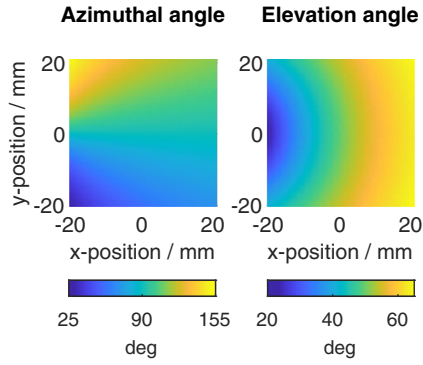 Azimuthal angle
Elevation angle
y-position / mm
20
0
-20
-20 0 20
x-position / mm
20
0
-20
-20 0 20
x-position / mm
25 90 155
deg
20 40 60
deg